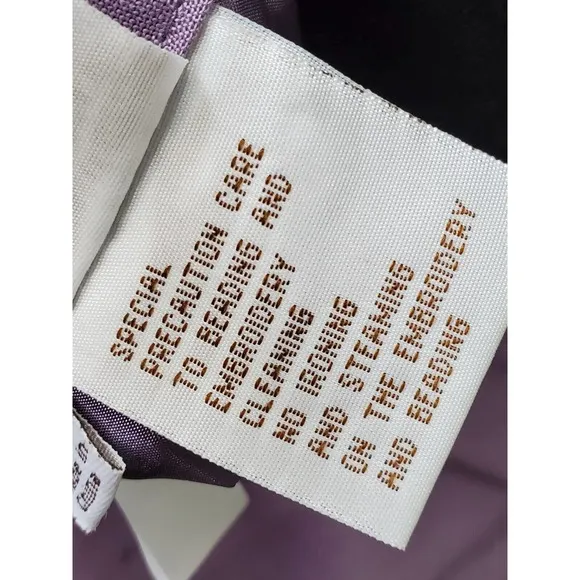 SPECIAL
PRECAUTION CARE
TO BEADING AND
EMBROIDERY
CLEANING
NO IRONING
AND STEAMING
ON THE EMBROIDERY
AND BEADING